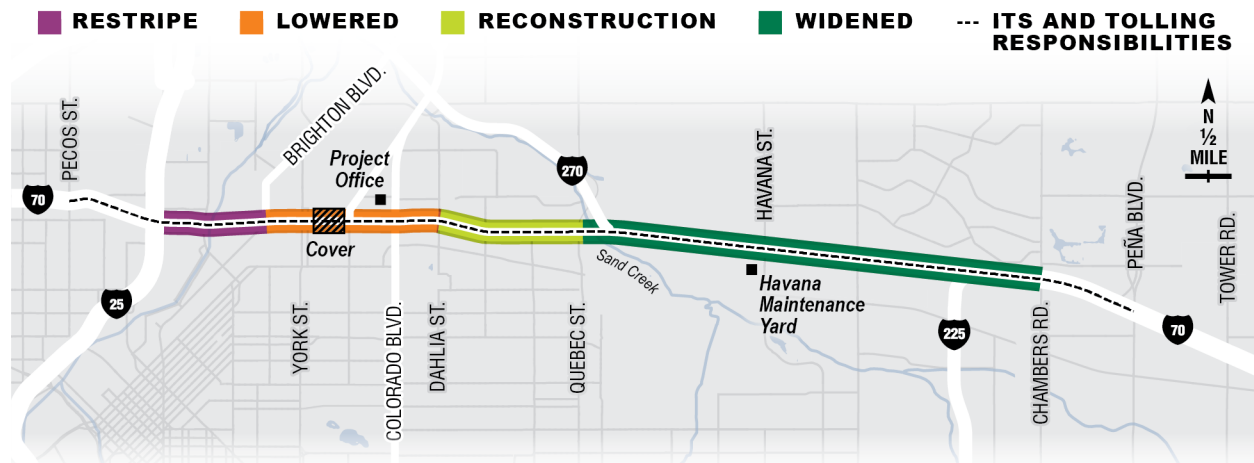 RESTRIPE
LOWERED
RECONSTRUCTION
WIDENED
ITS AND TOLLING
RESPONSIBILITIES
PECOS ST.
BRIGHTON BLVD.
Project
Office
270
HAVANA ST.
N
½
MILE
70
Cover
Sand Creek
PEÑA BLVD.
TOWER RD.
25
YORK ST.
COLORADO BLVD.
DAHLIA ST.
QUEBEC ST.
Havana
Maintenance
Yard
225
CHAMBERS RD.
70